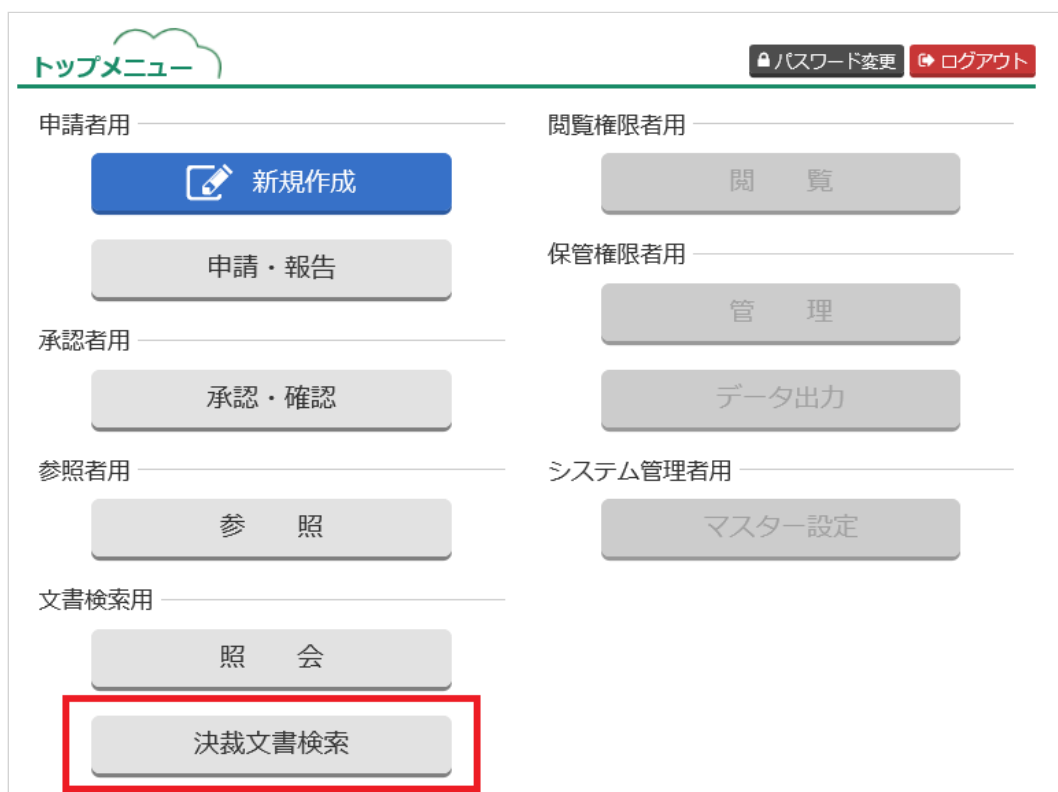 トップメニュー
パスワード変更
ログアウト
申請者用
新規作成
申請・報告
承認者用
承認・確認
参照者用
参　　照
文書検索用
照　　会
決裁文書検索
閲覧権限者用
閲　　覧
保管権限者用
管　　理
データ出力
システム管理者用
マスター設定